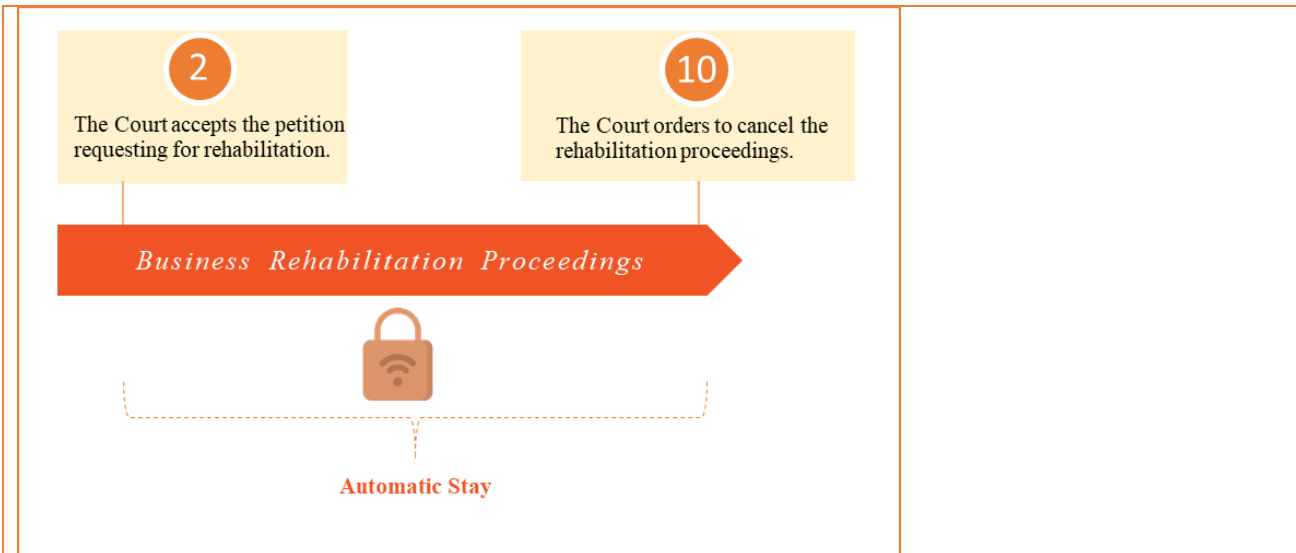 2
The Court accepts the petition
requesting for rehabilitation.
10
The Court orders to cancel the
rehabilitation proceedings.
Business Rehabilitation Proceedings
Automatic Stay